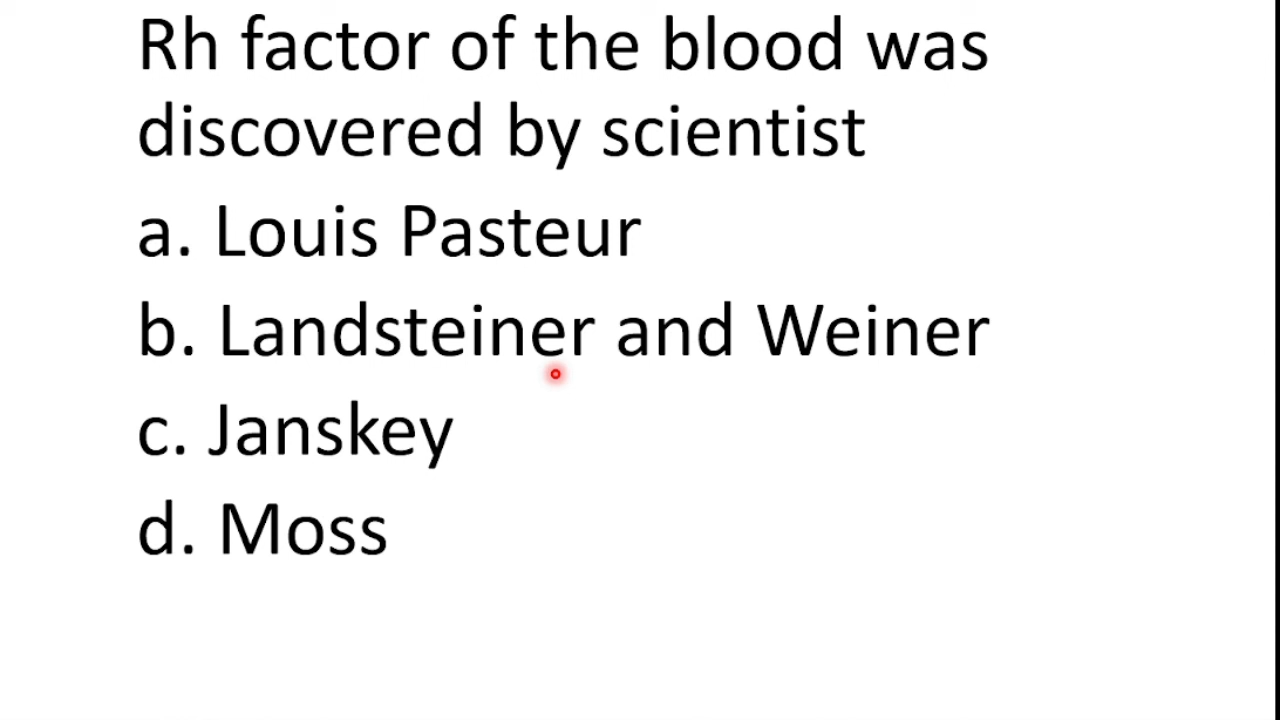 Rh factor of the blood was
discovered by scientist
a. Louis Pasteur
b. Landsteiner and Weiner
c. Janskey
d. Moss